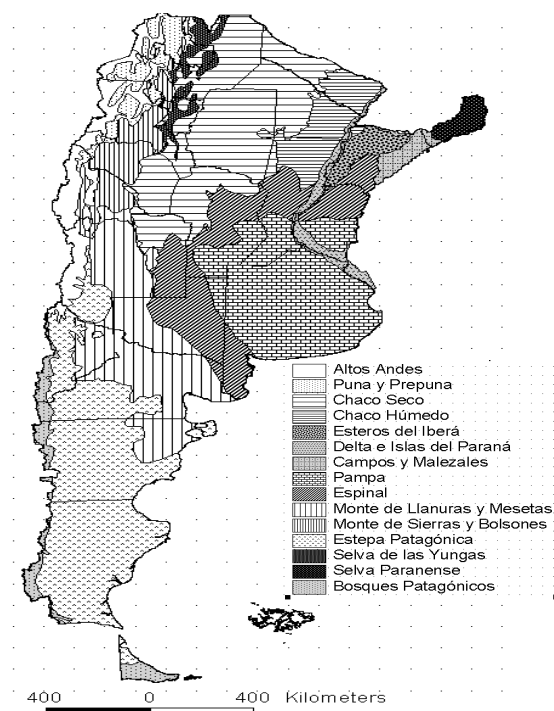 Altos Andes
Puna y Prepuna
Chaco Seco
Chaco Húmedo
Esteros del Iberá
Delta e Islas del Paraná
Campos y Malezales
Pampa
Espinal
Monte de Llanuras y Mesetas
Monte de Sierras y Bolsones
Estepa Patagónica
Selva de las Yungas
Selva Paranense
Bosques Patagónicos
400 0 400 Kilometers